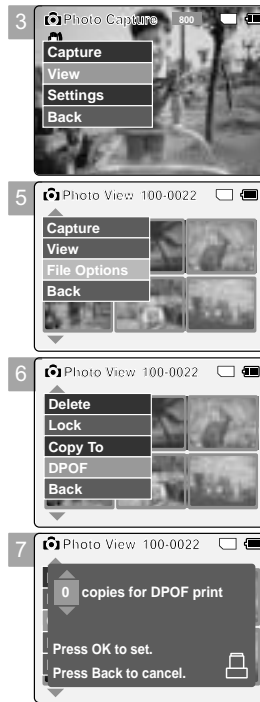 3
Photo Capture 800
Capture
View
Settings
Back
5
Photo View 100-0022
Capture
View
File Options
Back
6
Photo View 100-0022
Delete
Lock
Copy To
DPOF
Back
7
Photo View 100-0022
0 copies for DPOF print
Press OK to set.
Press Back to cancel.